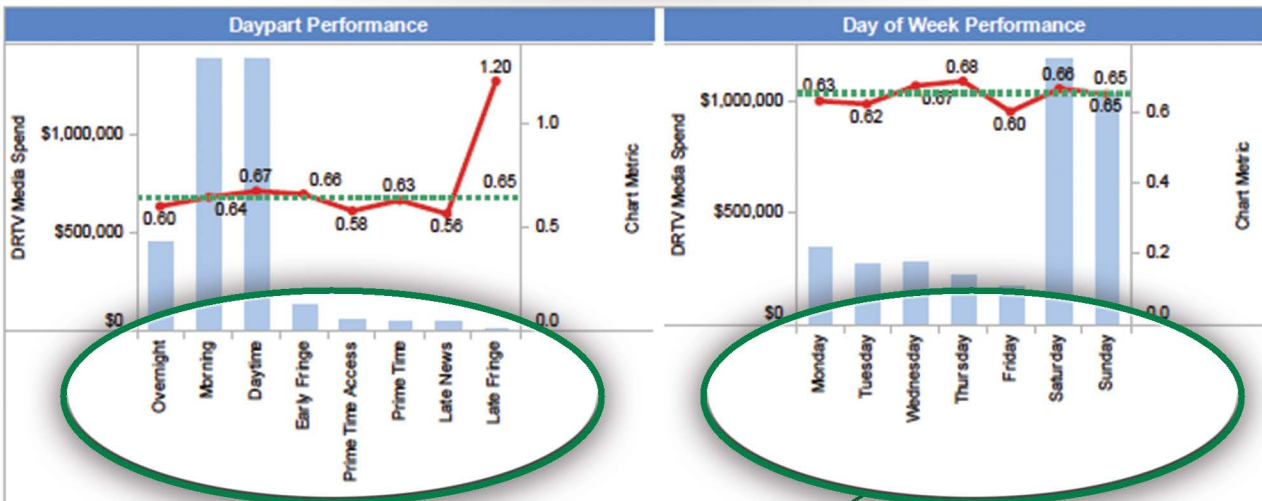 Daypart Performance
DRTV Media Spend
$1,000,000
$500,000
$0
0.60
0.64
0.67
0.66
0.58
0.63
0.56
1.20
0.65
1.0
0.5
0.0
Chart Metric
Overnight
Morning
Daytime
Early Fringe
Prime Time Access
Prime Time
Late News
Late Fringe
Day of Week Performance
DRTV Media Spend
$1,000,000
$500,000
$0
0.63
0.62
0.67
0.68
0.60
0.66
0.65
0.65
0.6
0.4
0.2
0.0
Chart Metric
Monday
Tuesday
Wednesday
Thursday
Friday
Saturday
Sunday